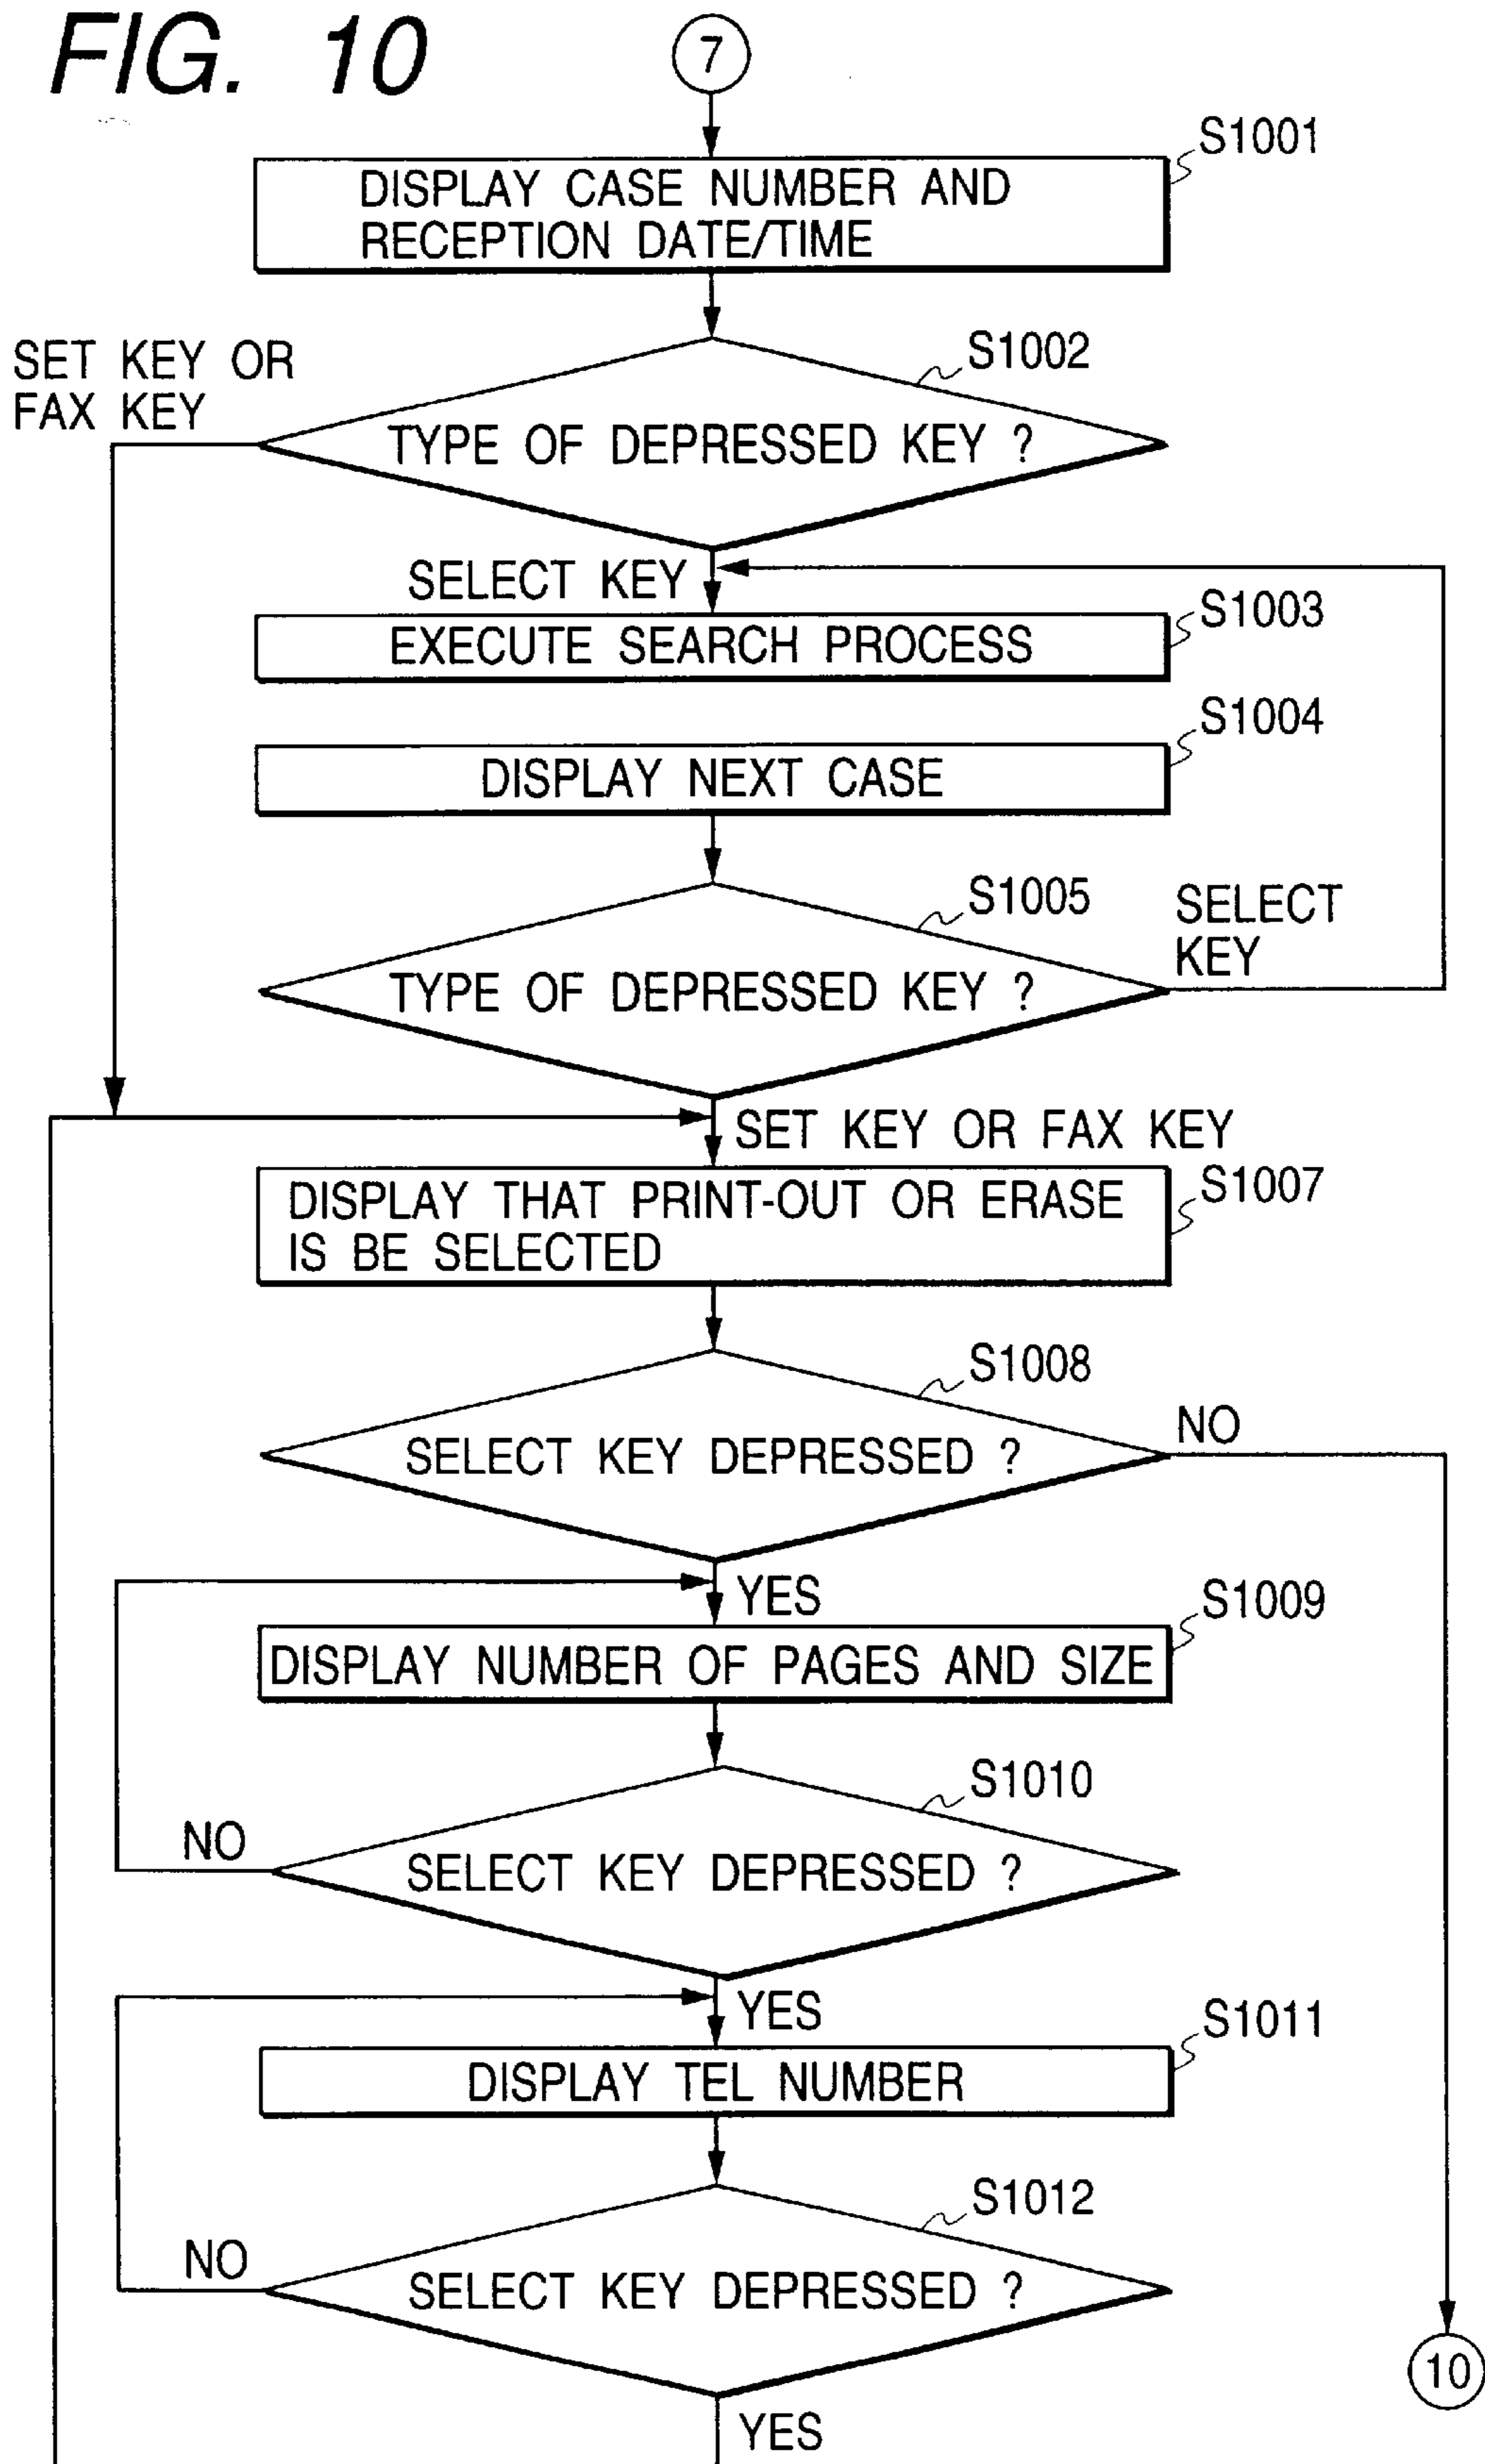 FIG. 10
7
S1001
DISPLAY CASE NUMBER AND
RECEPTION DATE/TIME
SET KEY OR
FAX KEY
S1002
TYPE OF DEPRESSED KEY ?
SELECT KEY
S1003
EXECUTE SEARCH PROCESS
S1004
DISPLAY NEXT CASE
S1005
SELECT
KEY
TYPE OF DEPRESSED KEY ?
SET KEY OR FAX KEY
S1007
DISPLAY THAT PRINT-OUT OR ERASE
IS BE SELECTED
S1008
NO
SELECT KEY DEPRESSED ?
YES
S1009
DISPLAY NUMBER OF PAGES AND SIZE
S1010
NO
SELECT KEY DEPRESSED ?
YES
S1011
DISPLAY TEL NUMBER
S1012
NO
SELECT KEY DEPRESSED ?
10
YES